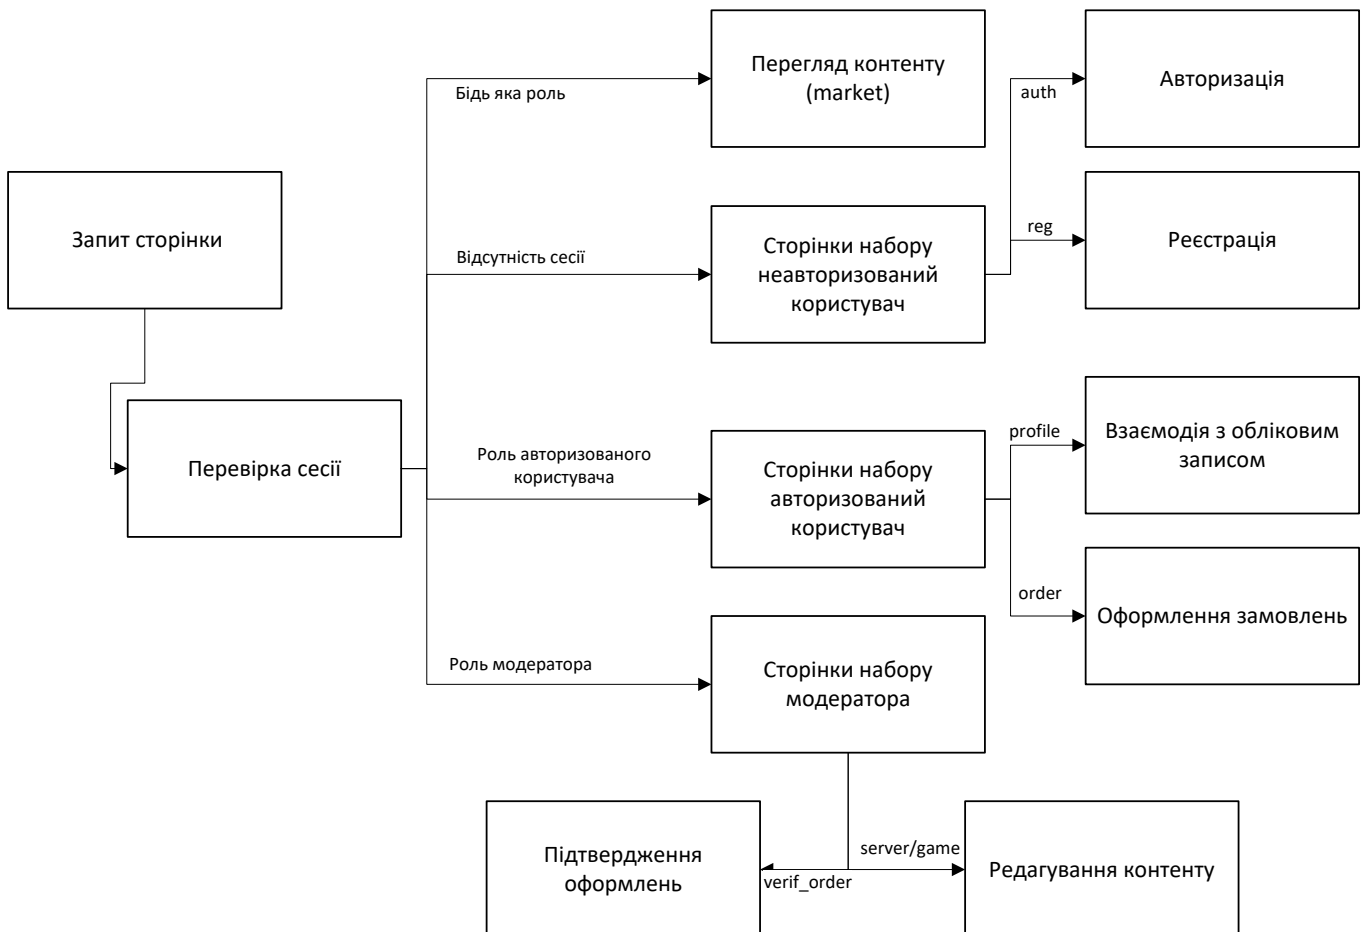 Перегляд контенту
(market)
Авторизація
auth
Бідь яка роль
Запит сторінки
reg
Реєстрація
Відсутність сесії
Сторінки набору
неавторизований
користувач
Перевірка сесії
Роль авторизованого
користувача
Сторінки набору
авторизований
користувач
profile
Взаємодія з обліковим
записом
order
Оформлення замовлень
Роль модератора
Сторінки набору
модератора
Підтвердження
оформлень
verif_order
server/game
Редагування контенту